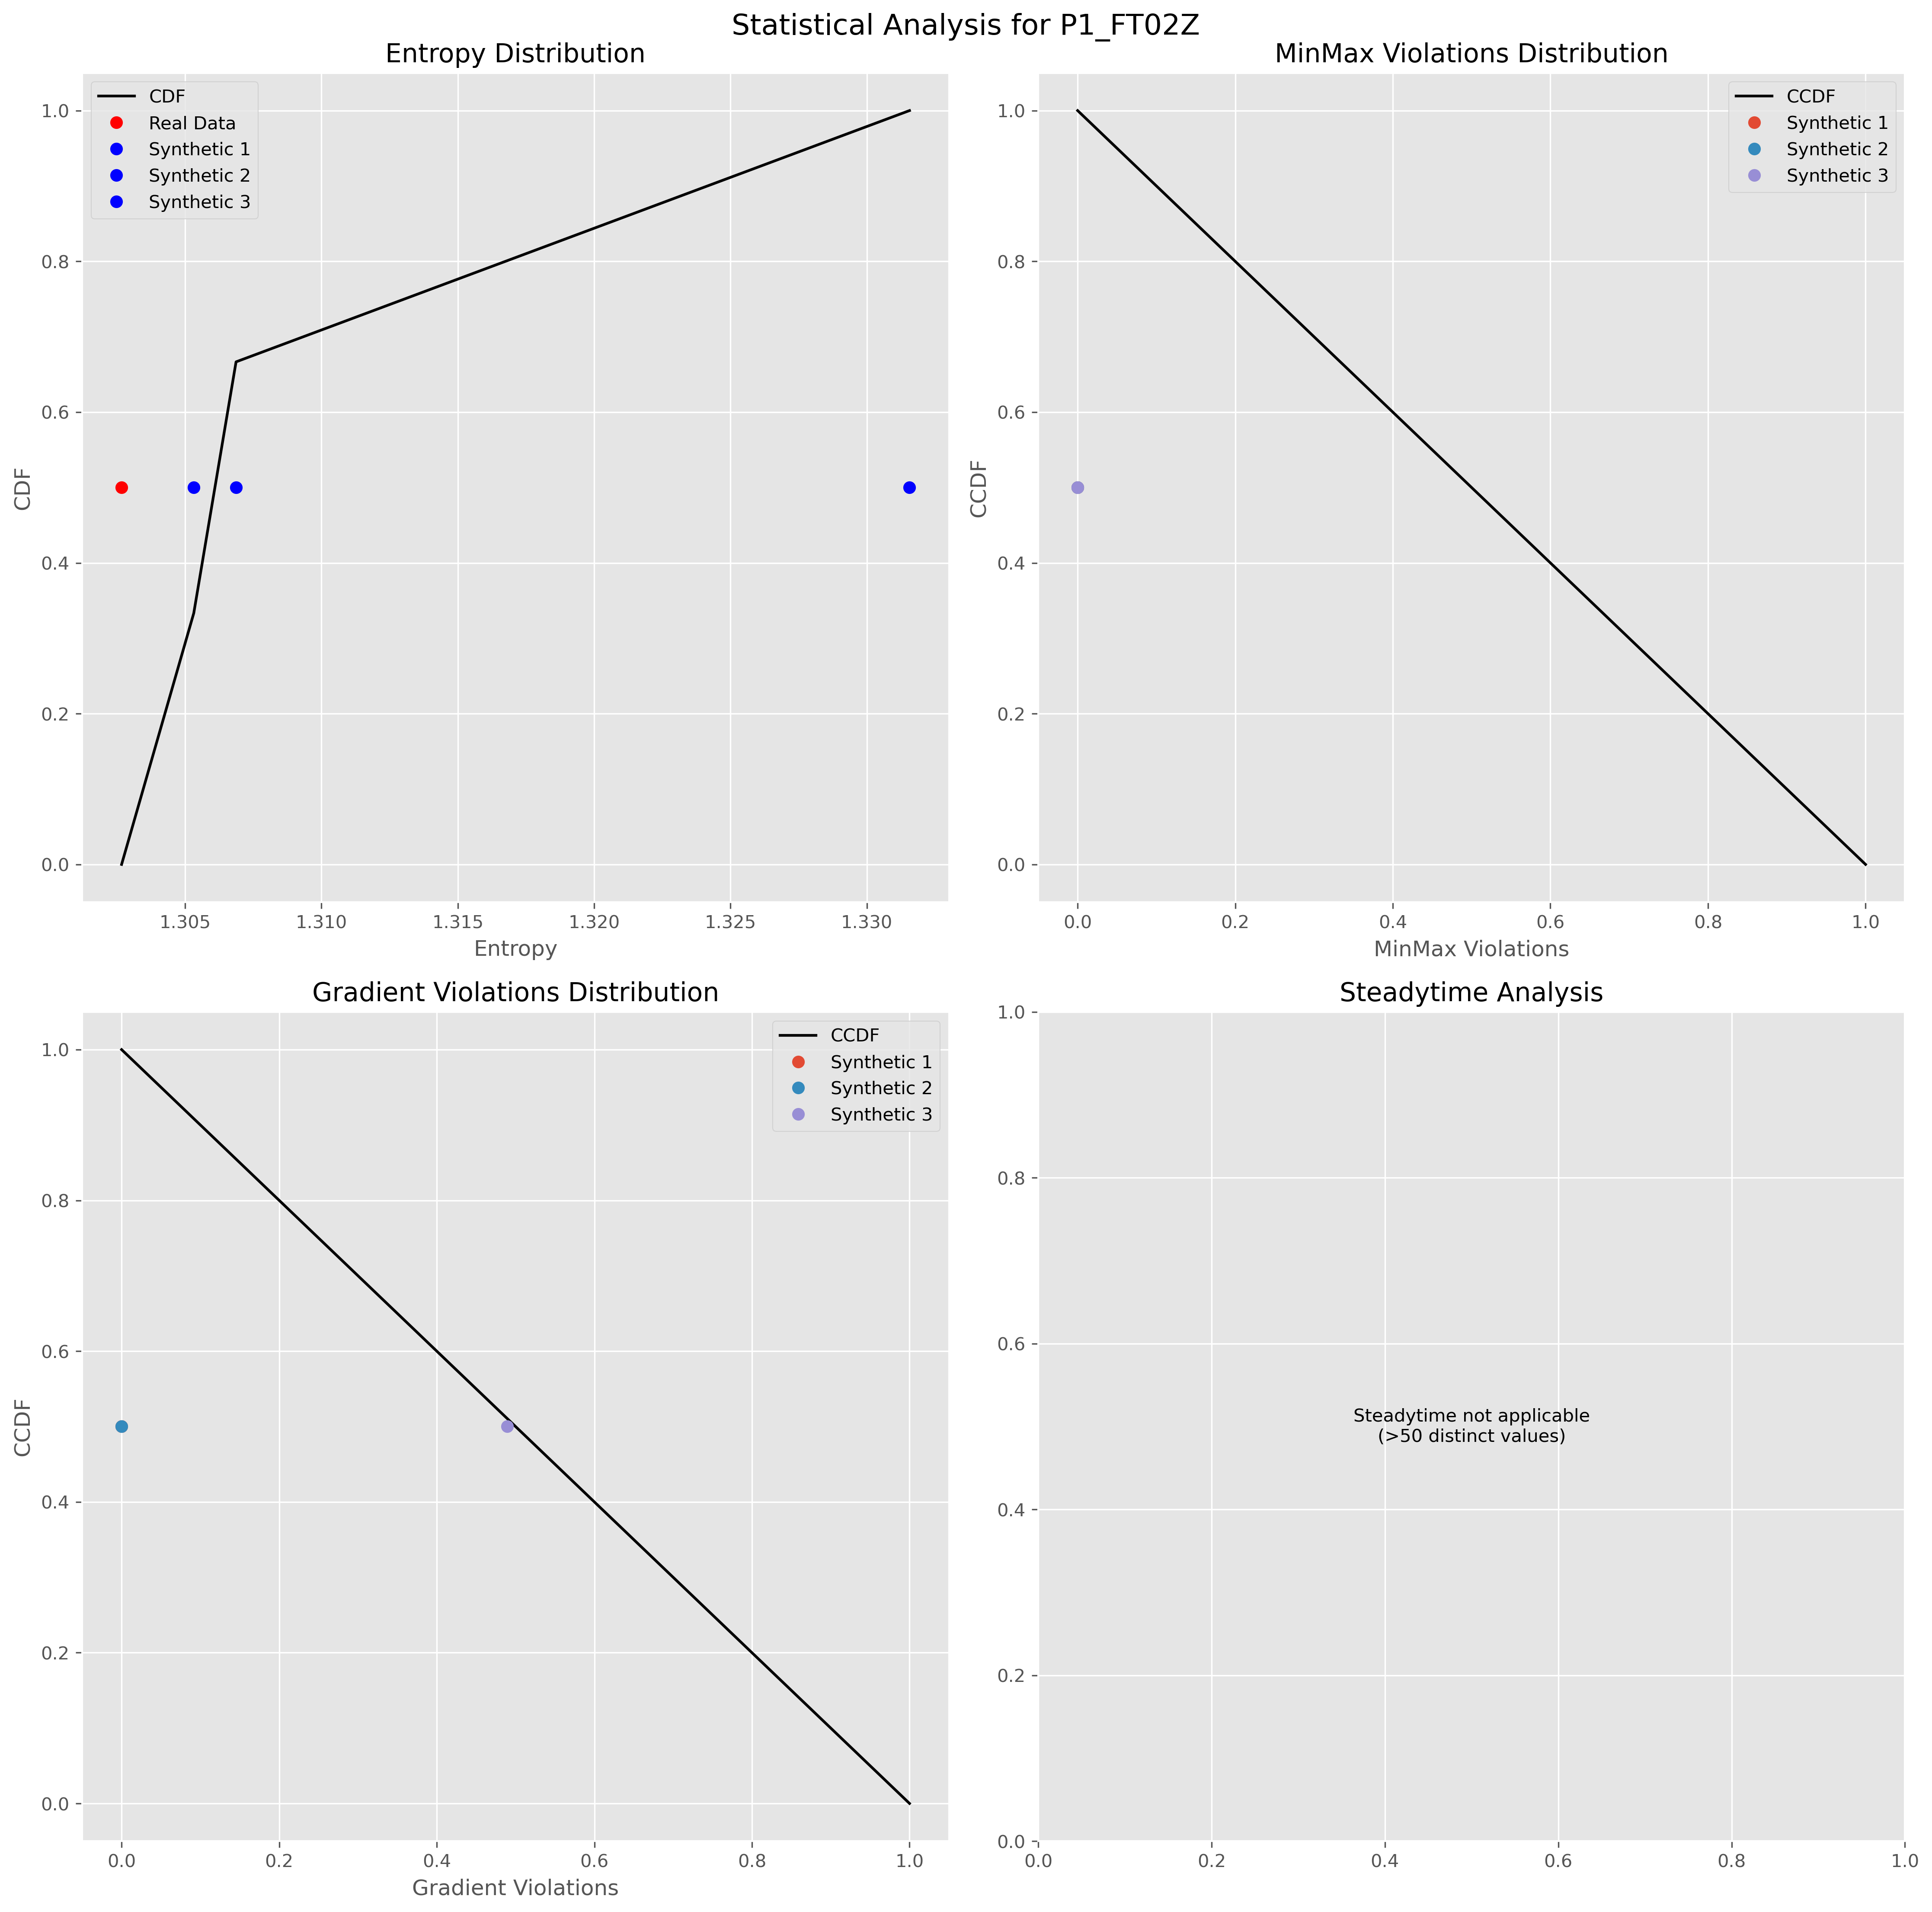 Statistical Analysis for P1_FT02Z
Entropy Distribution
CDF
Real Data
Synthetic 1
Synthetic 2
Synthetic 3
1.0
0.8
0.6
0.4
0.2
0.0
CDF
1.305 1.310 1.315 1.320 1.325 1.330
Entropy
MinMax Violations Distribution
CCDF
Synthetic 1
Synthetic 2
Synthetic 3
1.0
0.8
0.6
0.4
0.2
0.0
CCDF
0.0 0.2 0.4 0.6 0.8 1.0
MinMax Violations
Gradient Violations Distribution
CCDF
Synthetic 1
Synthetic 2
Synthetic 3
1.0
0.8
0.6
0.4
0.2
0.0
CCDF
0.0 0.2 0.4 0.6 0.8 1.0
Gradient Violations
Steadytime Analysis
1.0
0.8
0.6
0.4
0.2
0.0
Steadytime not applicable
(>50 distinct values)
0.0 0.2 0.4 0.6 0.8 1.0